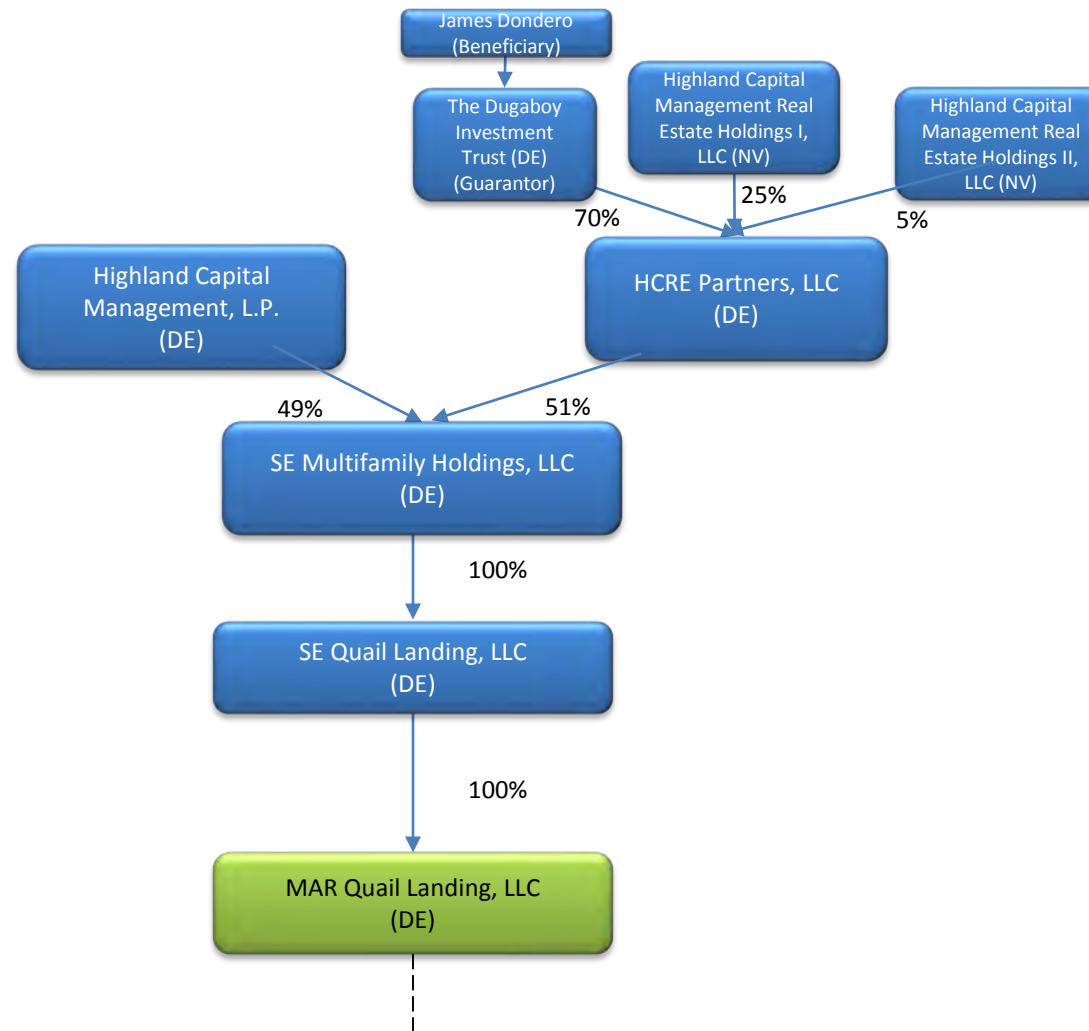 James Dondero
(Beneficiary)
The Dugaboy
Investment
Trust (DE)
(Guarantor)
Highland Capital
Management Real
Estate Holdings I,
LLC (NV)
Highland Capital
Management Real
Estate Holdings II,
LLC (NV)
70%
25%
5%
Highland Capital
Management, L.P.
(DE)
HCRE Partners, LLC
(DE)
49%
51%
SE Multifamily Holdings, LLC
(DE)
100%
SE Quail Landing, LLC
(DE)
100%
MAR Quail Landing, LLC
(DE)